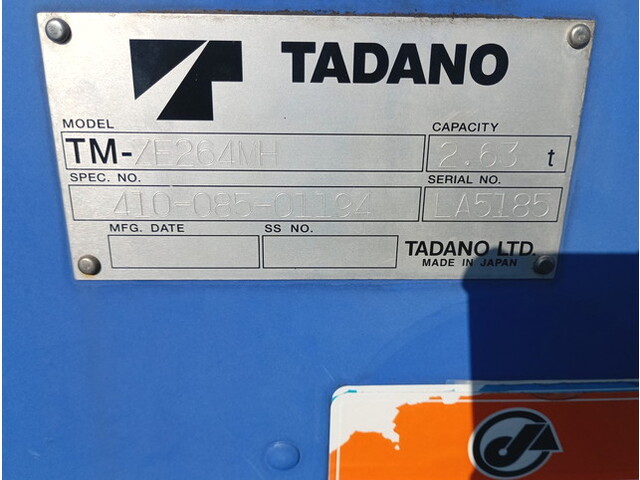 TADANO
MODEL
CAPACITY
TM-ZE264MH
2.63 t
SPEC. NO.
SERIAL NO.
410-085-01194
LA5185
MFG. DATE
SS NO.
TADANO LTD.
MADE IN JAPAN